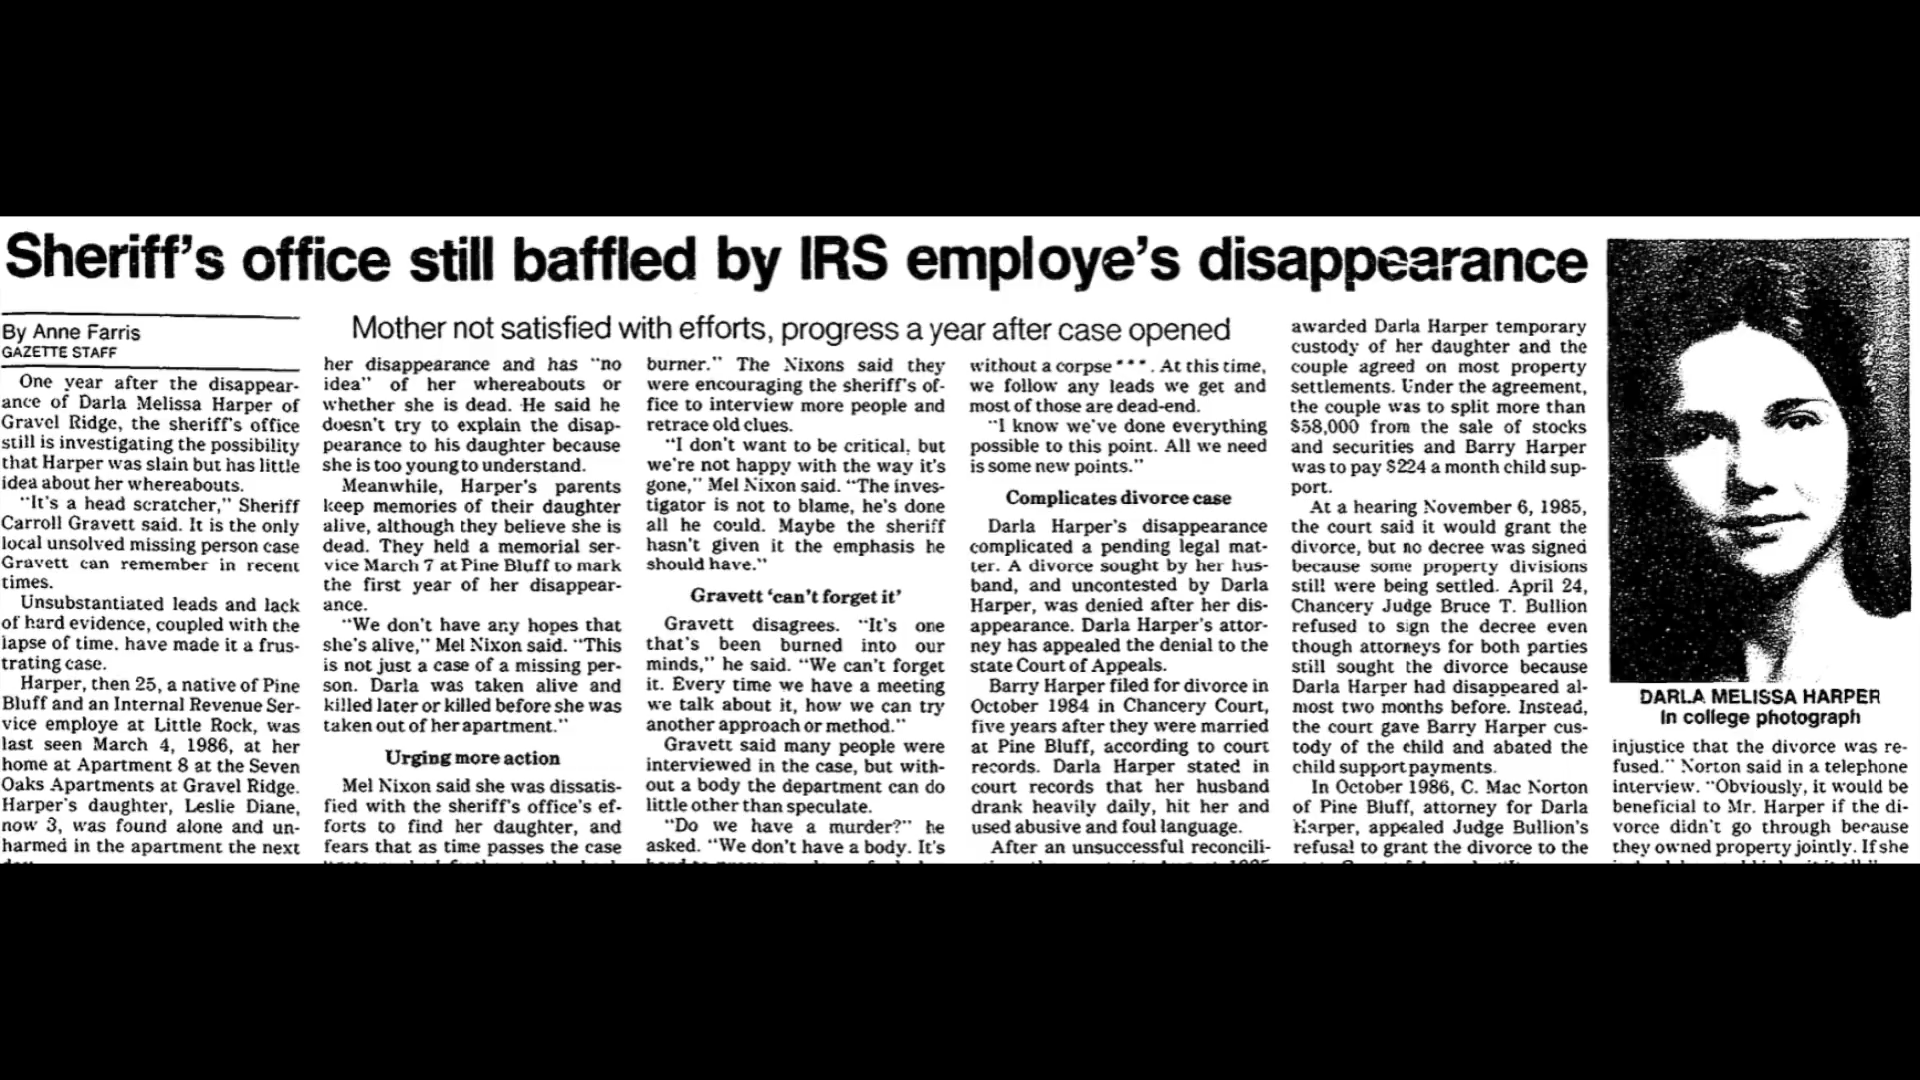 Sheriff's office still baffled by IRS employe's disappearance
Mother not satisfied with efforts, progress a year after case opened
By Anne Farris
GAZETTE STAFF
One year after the disappear-
ance of Darla Melissa Harper of
Gravel Ridge, the sheriff's office
still is investigating the possibility
that Harper was slain but has little
idea about her whereabouts.
"It's a head scratcher," Sheriff
Carroll Gravett said. It is the only
local unsolved missing person case
Gravett can remember in recent
times.
Unsubstantiated leads and lack
of hard evidence, coupled with the
lapse of time, have made it a frus-
trating case.
Harper, then 25, a native of Pine
Bluff and an Internal Revenue Ser-
vice employe at Little Rock, was
last seen March 4, 1986, at her
home at Apartment 8 at the Seven
Oaks Apartments at Gravel Ridge.
Harper's daughter, Leslie Diane,
now 3, was found alone and un-
harmed in the apartment the next
her disappearance and has "no
idea" of her whereabouts or
whether she is dead. He said he
doesn't try to explain the disap-
pearance to his daughter because
she is too young to understand.
Meanwhile, Harper's parents
keep memories of their daughter
alive, although they believe she is
dead. They held a memorial ser-
vice March 7 at Pine Bluff to mark
the first year of her disappear-
ance.
"We don't have any hopes that
she's alive," Mel Nixon said. "This
is not just a case of a missing per-
son. Darla was taken alive and
killed later or killed before she was
taken out of her apartment."
Urging more action
Mel Nixon said she was dissatis-
fied with the sheriff's office's ef-
forts to find her daughter, and
fears that as time passes the case
burner." The Nixons said they
were encouraging the sheriff's of-
fice to interview more people and
retrace old clues.
"I don't want to be critical, but
we're not happy with the way it's
gone," Mel Nixon said. "The inves-
tigator is not to blame, he's done
all he could. Maybe the sheriff
hasn't given it the emphasis he
should have."
Gravett 'can't forget it'
Gravett disagrees. "It's one
that's been burned into our
minds," he said. "We can't forget
it. Every time we have a meeting
we talk about it, how we can try
another approach or method."
Gravett said many people were
interviewed in the case, but with-
out a body the department can do
little other than speculate.
"Do we have a murder?" he
asked. "We don't have a body. It's
without a corpse * * * . At this time,
we follow any leads we get and
most of those are dead-end.
"I know we've done everything
possible to this point. All we need
is some new points."
Complicates divorce case
Darla Harper's disappearance
complicated a pending legal mat-
ter. A divorce sought by her hus-
band, and uncontested by Darla
Harper, was denied after her dis-
appearance. Darla Harper's attor-
ney has appealed the denial to the
state Court of Appeals.
Barry Harper filed for divorce in
October 1984 in Chancery Court,
five years after they were married
at Pine Bluff, according to court
records. Darla Harper stated in
court records that her husband
drank heavily daily, hit her and
used abusive and foul language.
After an unsuccessful reconcili-
awarded Darla Harper temporary
custody of her daughter and the
couple agreed on most property
settlements. Under the agreement,
the couple was to split more than
$58,000 from the sale of stocks
and securities and Barry Harper
was to pay $224 a month child sup-
port.
At a hearing November 6, 1985,
the court said it would grant the
divorce, but no decree was signed
because some property divisions
still were being settled. April 24,
Chancery Judge Bruce T. Bullion
refused to sign the decree even
though attorneys for both parties
still sought the divorce because
Darla Harper had disappeared al-
most two months before. Instead,
the court gave Barry Harper cus-
tody of the child and abated the
child support payments.
In October 1986, C. Mac Norton
of Pine Bluff, attorney for Darla
Harper, appealed Judge Bullion's
refusal to grant the divorce to the
DARLA MELISSA HARPER
In college photograph
injustice that the divorce was re-
fused." Norton said in a telephone
interview. "Obviously, it would be
beneficial to Mr. Harper if the di-
vorce didn't go through because
they owned property jointly. If she